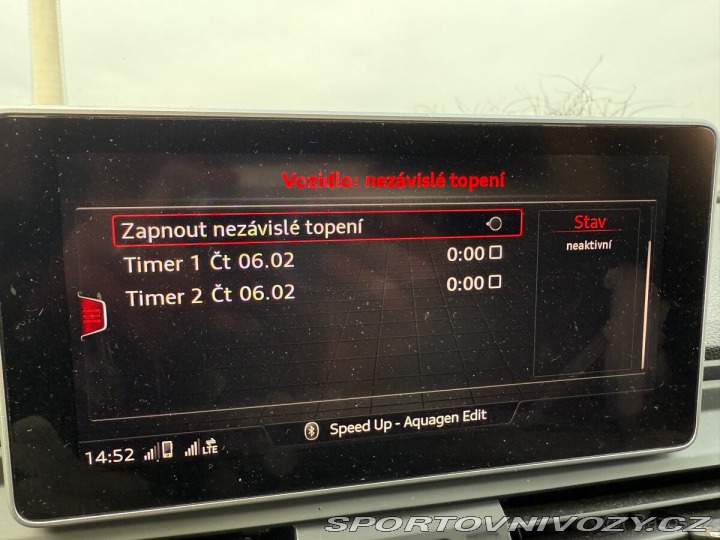 Vozidlo: nezávislé topení
Zapnout nezávislé topení
Timer 1 Čt 06.02 0:00
Timer 2 Čt 06.02 0:00
Stav
neaktivní
Speed Up - Aquagen Edit
14:52 LTE
SPORTOVNIVOZY.CZ